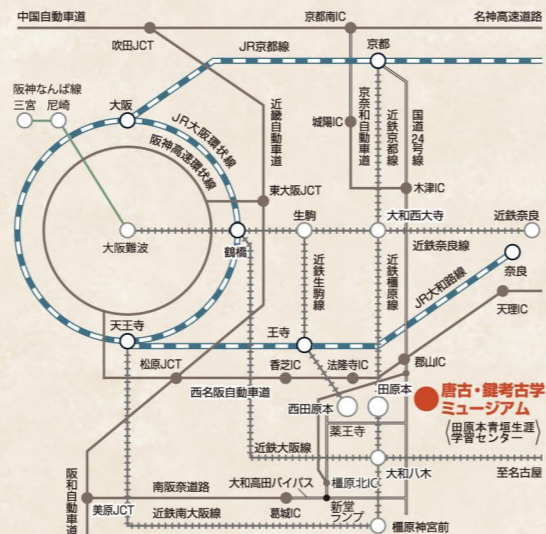 中国自動車道
京都南IC
名神高速道路
吹田JCT
JR京都線
京都
阪神なんば線
三宮
尼崎
大阪
JR大阪環状線
阪神高速環状線
近畿自動車道
城陽IC
京奈和自動車道
近鉄京都線
国道24号線
木津IC
東大阪JCT
生駒
大和西大寺
近鉄奈良
大阪難波
鶴橋
近鉄奈良線
近鉄生駒線
近鉄橿原線
JR大和路線
奈良
天理IC
天王寺
王寺
松原JCT
香芝IC
法隆寺IC
郡山IC
西名阪自動車道
田原本
西田原本
唐古・鍵考古学
ミュージアム
(田原本青垣生涯
学習センター)
薬王寺
近鉄大阪線
大和八木
至名古屋
橿原北IC
阪和自動車道
南阪奈道路
大和高田バイパス
新堂
ランプ
美原JCT
近鉄南大阪線
葛城IC
橿原神宮前